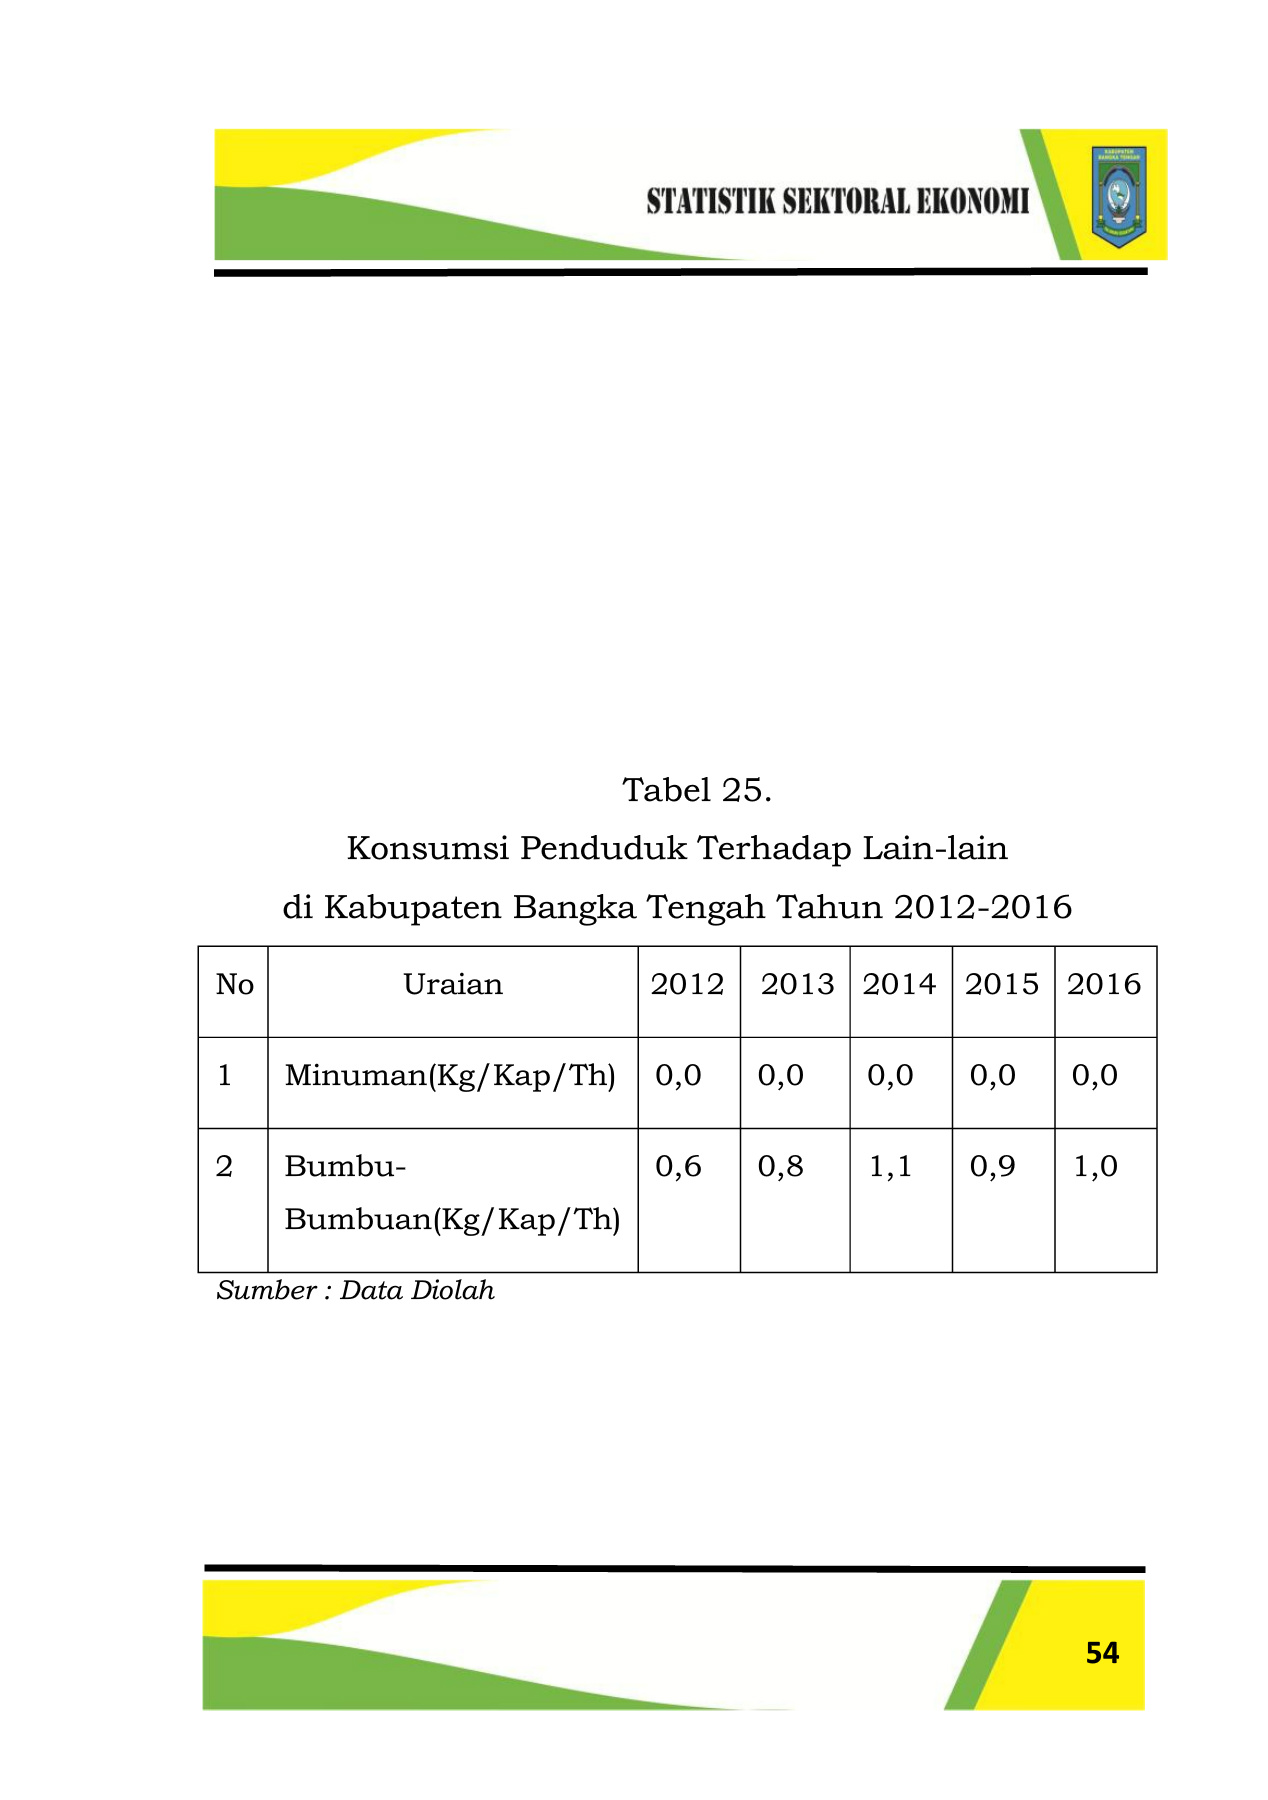 KABUPATEN
BANGKA TENGAH
STATISTIK SEKTORAL EKONOMI
Tabel 25.
Konsumsi Penduduk Terhadap Lain-lain
di Kabupaten Bangka Tengah Tahun 2012-2016
No Uraian 2012 2013 2014 2015 2016
1 Minuman(Kg/Kap/Th) 0,0 0,0 0,0 0,0 0,0
2 Bumbu- 0,6 0,8 1,1 0,9 1,0
Bumbuan(Kg/Kap/Th)
Sumber : Data Diolah
54